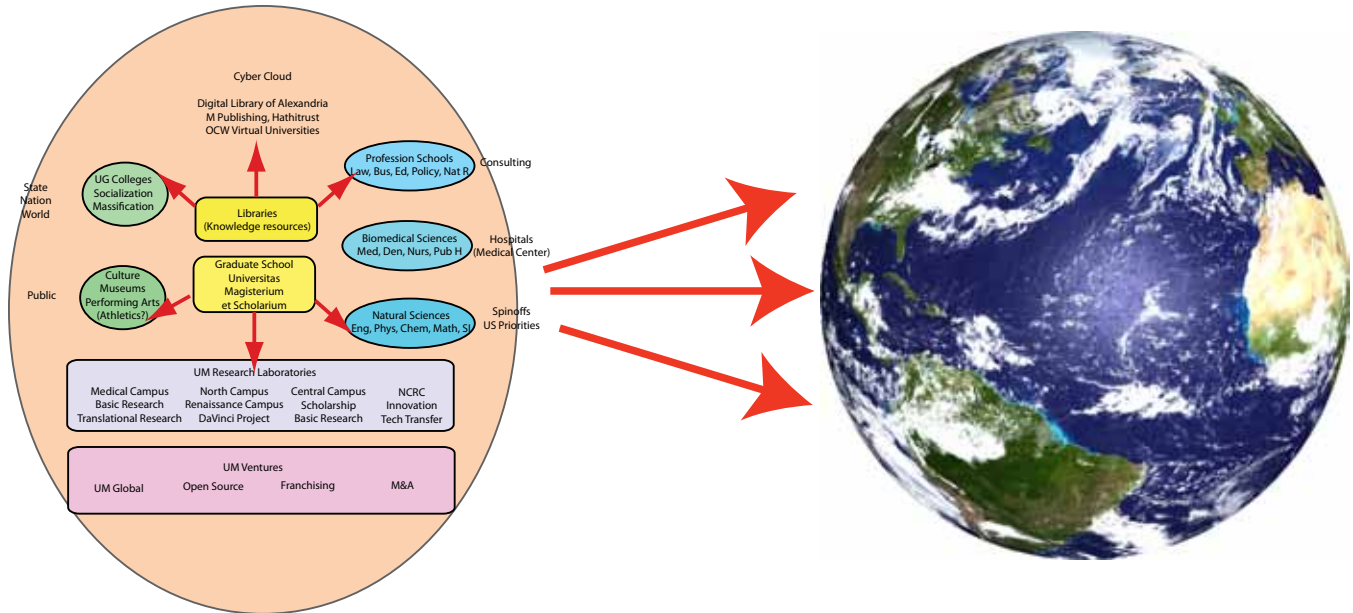 Cyber Cloud
Digital Library of Alexandria
M Publishing, Hathitrust
OCW Virtual Universities
State
Nation
World
UG Colleges
Socialization
Massification
Libraries
(Knowledge resources)
Profession Schools
Law, Bus, Ed, Policy, Nat R
Consulting
Biomedical Sciences
Med, Den, Nurs, Pub H
Hospitals
(Medical Center)
Public
Culture
Museums
Performing Arts
(Athletics?)
Graduate School
Universitas
Magisterium
et Scholarium
Natural Sciences
Eng, Phys, Chem, Math, SI
Spinoffs
US Priorities
UM Research Laboratories
Medical Campus
Basic Research
Translational Research
North Campus
Renaissance Campus
DaVinci Project
Central Campus
Scholarship
Basic Research
NCRC
Innovation
Tech Transfer
UM Ventures
UM Global
Open Source
Franchising
M&A